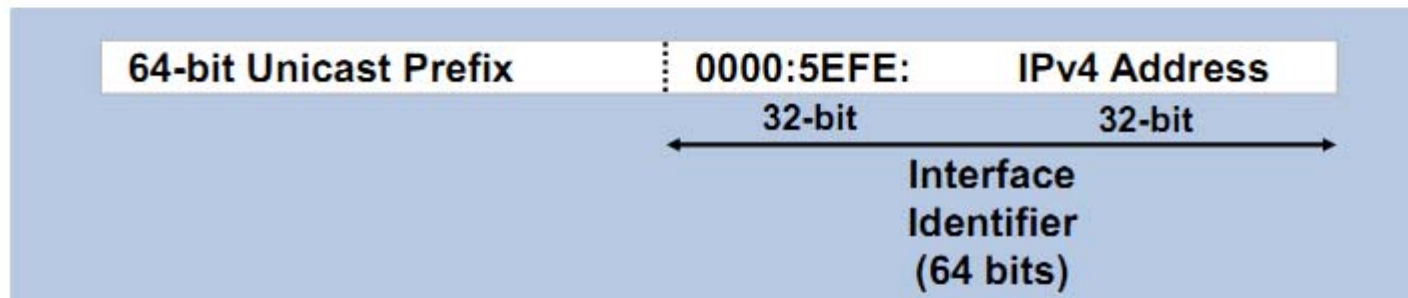 64-bit Unicast Prefix 0000:5EFE: IPv4 Address
32-bit 32-bit
Interface
Identifier
(64 bits)